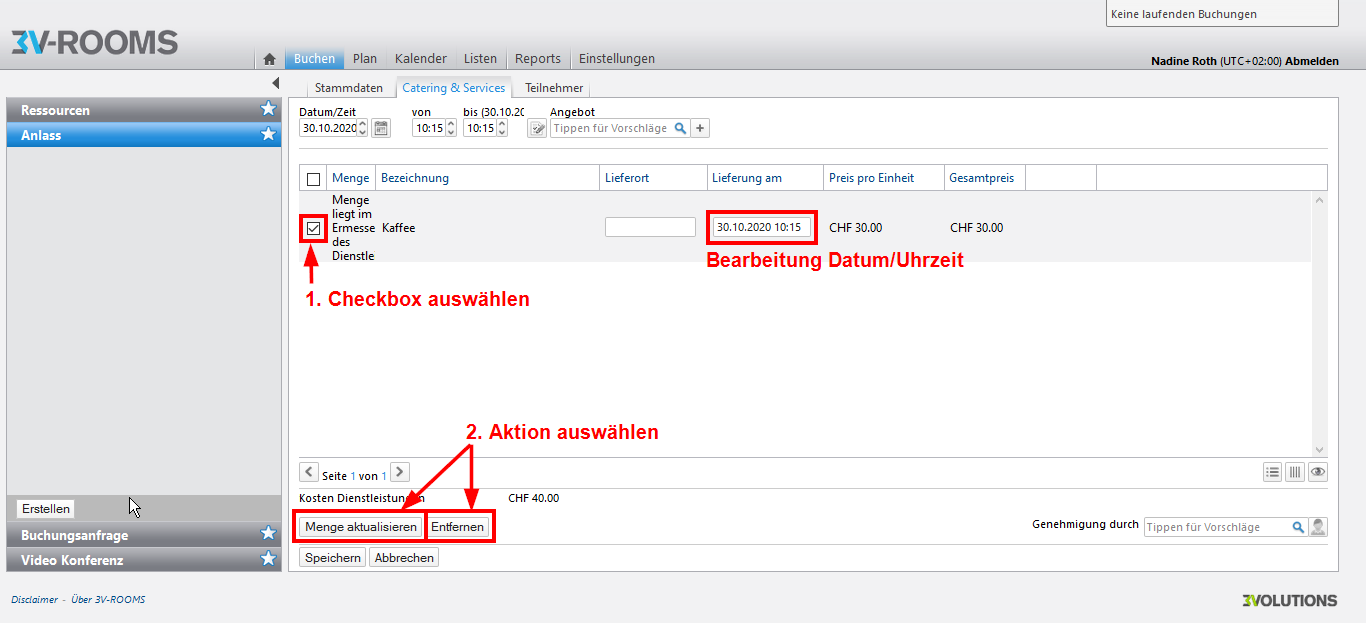 Keine laufenden Buchungen
3V-ROOMS
Buchen Plan Kalender Listen Reports Einstellungen
Nadine Roth (UTC+02:00) Abmelden
Stammdaten Catering & Services Teilnehmer
Ressourcen
Anlass
Datum/Zeit von bis (30.10.20 Angebot
30.10.2020 10:15 10:15 Tippen für Vorschläge
Menge Bezeichnung Lieferort Lieferung am Preis pro Einheit Gesamtpreis
Menge
liegt im
Ermesse
des
Dienstle
Kaffee 30.10.2020 10:15 CHF 30.00 CHF 30.00
Bearbeitung Datum/Uhrzeit
1. Checkbox auswählen
2. Aktion auswählen
Seite 1 von 1
Kosten Dienstleistungen CHF 40.00
Erstellen
Menge aktualisieren Entfernen
Genehmigung durch Tippen für Vorschläge
Buchungsanfrage
Video Konferenz
Speichern Abbrechen
Disclaimer - Über 3V-ROOMS
3VOLUTIONS